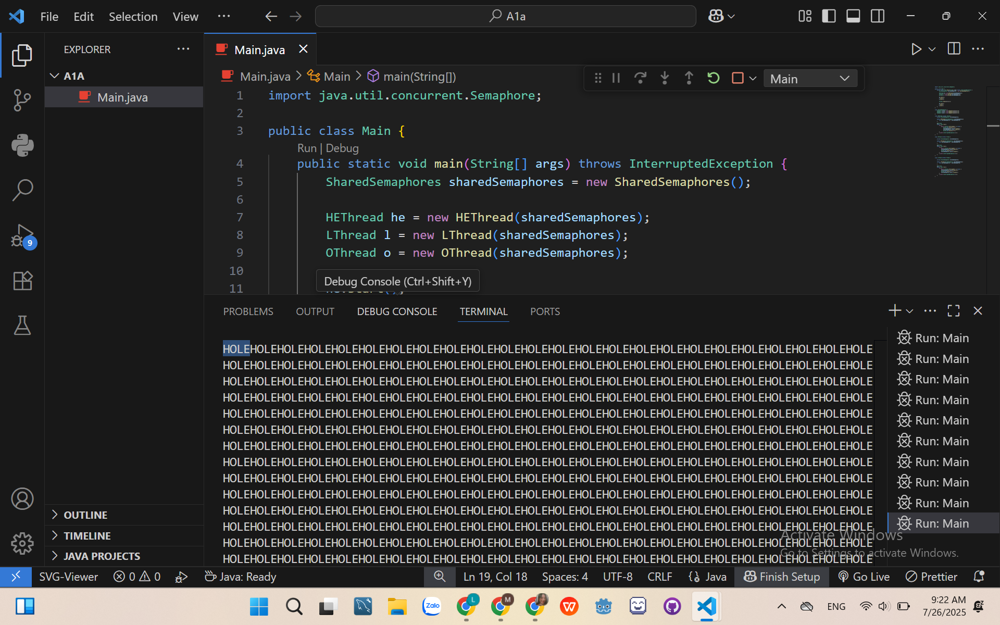 File Edit Selection View ··· A1a
EXPLORER ···
A1A
Main.java
9
OUTLINE
TIMELINE
JAVA PROJECTS
Main.java
Main.java > Main > main(String[])
Main
1 import java.util.concurrent.Semaphore;
2
3 public class Main {
Run | Debug
4 public static void main(String[] args) throws InterruptedException {
5 SharedSemaphores sharedSemaphores = new SharedSemaphores();
6
7 HEThread he = new HEThread(sharedSemaphores);
8 LThread l = new LThread(sharedSemaphores);
9 OThread o = new OThread(sharedSemaphores);
10
11
Debug Console (Ctrl+Shift+Y)
PROBLEMS OUTPUT DEBUG CONSOLE TERMINAL PORTS
HOLEHOLEHOLEHOLEHOLEHOLEHOLEHOLEHOLEHOLEHOLEHOLEHOLEHOLEHOLEHOLEHOLEHOLEHOLEHOLEHOLEHOLEHOLEHOLE
HOLEHOLEHOLEHOLEHOLEHOLEHOLEHOLEHOLEHOLEHOLEHOLEHOLEHOLEHOLEHOLEHOLEHOLEHOLEHOLEHOLEHOLEHOLEHOLE
HOLEHOLEHOLEHOLEHOLEHOLEHOLEHOLEHOLEHOLEHOLEHOLEHOLEHOLEHOLEHOLEHOLEHOLEHOLEHOLEHOLEHOLEHOLEHOLE
HOLEHOLEHOLEHOLEHOLEHOLEHOLEHOLEHOLEHOLEHOLEHOLEHOLEHOLEHOLEHOLEHOLEHOLEHOLEHOLEHOLEHOLEHOLEHOLE
HOLEHOLEHOLEHOLEHOLEHOLEHOLEHOLEHOLEHOLEHOLEHOLEHOLEHOLEHOLEHOLEHOLEHOLEHOLEHOLEHOLEHOLEHOLEHOLE
HOLEHOLEHOLEHOLEHOLEHOLEHOLEHOLEHOLEHOLEHOLEHOLEHOLEHOLEHOLEHOLEHOLEHOLEHOLEHOLEHOLEHOLEHOLEHOLE
HOLEHOLEHOLEHOLEHOLEHOLEHOLEHOLEHOLEHOLEHOLEHOLEHOLEHOLEHOLEHOLEHOLEHOLEHOLEHOLEHOLEHOLEHOLEHOLE
HOLEHOLEHOLEHOLEHOLEHOLEHOLEHOLEHOLEHOLEHOLEHOLEHOLEHOLEHOLEHOLEHOLEHOLEHOLEHOLEHOLEHOLEHOLEHOLE
HOLEHOLEHOLEHOLEHOLEHOLEHOLEHOLEHOLEHOLEHOLEHOLEHOLEHOLEHOLEHOLEHOLEHOLEHOLEHOLEHOLEHOLEHOLEHOLE
HOLEHOLEHOLEHOLEHOLEHOLEHOLEHOLEHOLEHOLEHOLEHOLEHOLEHOLEHOLEHOLEHOLEHOLEHOLEHOLEHOLEHOLEHOLEHOLE
HOLEHOLEHOLEHOLEHOLEHOLEHOLEHOLEHOLEHOLEHOLEHOLEHOLEHOLEHOLEHOLEHOLEHOLEHOLEHOLEHOLEHOLEHOLEHOLE
HOLEHOLEHOLEHOLEHOLEHOLEHOLEHOLEHOLEHOLEHOLEHOLEHOLEHOLEHOLEHOLEHOLEHOLEHOLEHOLEHOLEHOLEHOLEHOLE
HOLEHOLEHOLEHOLEHOLEHOLEHOLEHOLEHOLEHOLEHOLEHOLEHOLEHOLEHOLEHOLEHOLEHOLEHOLEHOLEHOLEHOLEHOLEHOLE
HOLEHOLEHOLEHOLEHOLEHOLEHOLEHOLEHOLEHOLEHOLEHOLEHOLEHOLEHOLEHOLEHOLEHOLEHOLEHOLEHOLEHOLEHOLEHOLE
Run: Main
Run: Main
Run: Main
Run: Main
Run: Main
Run: Main
Run: Main
Run: Main
Run: Main
Run: Main
Activate Windows
Go to Settings to activate Windows.
SVG-Viewer 0 0 Java: Ready Ln 19, Col 18 Spaces: 4 UTF-8 CRLF Java Finish Setup Go Live Prettier
Zalo L M ENG 9:22 AM
7/26/2025